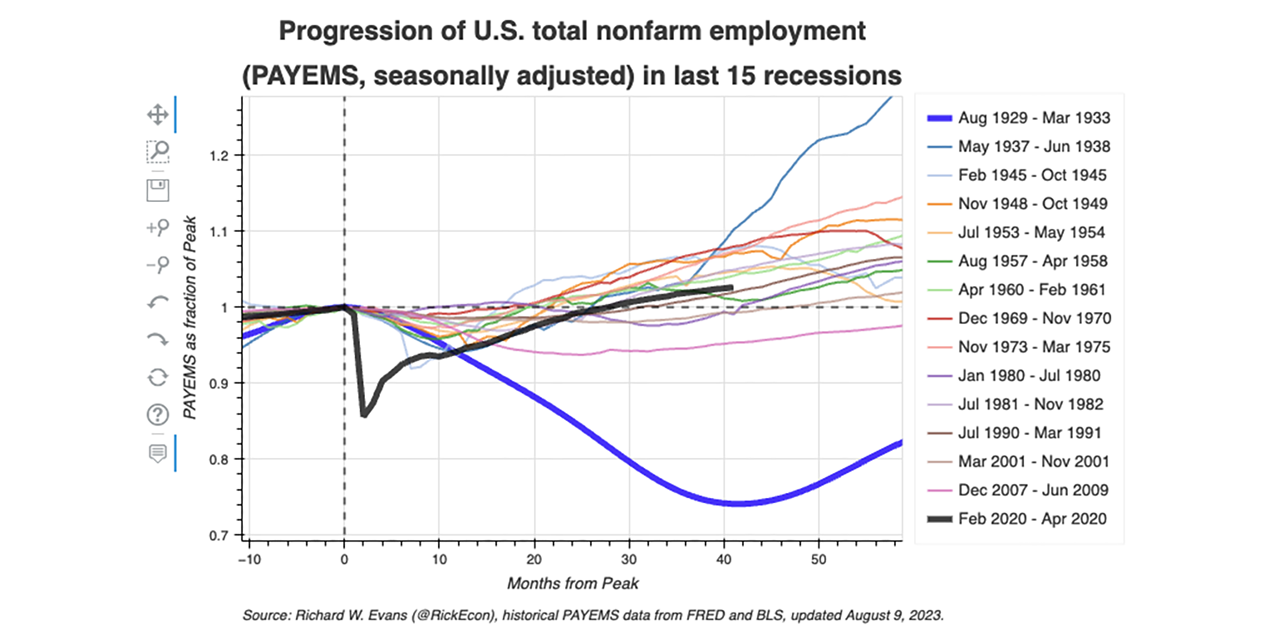 Progression of U.S. total nonfarm employment
(PAYEMS, seasonally adjusted) in last 15 recessions
PAYEMS as fraction of Peak
1.2
1.1
1
0.9
0.8
0.7
−10 0 10 20 30 40 50
Months from Peak
Aug 1929 - Mar 1933
May 1937 - Jun 1938
Feb 1945 - Oct 1945
Nov 1948 - Oct 1949
Jul 1953 - May 1954
Aug 1957 - Apr 1958
Apr 1960 - Feb 1961
Dec 1969 - Nov 1970
Nov 1973 - Mar 1975
Jan 1980 - Jul 1980
Jul 1981 - Nov 1982
Jul 1990 - Mar 1991
Mar 2001 - Nov 2001
Dec 2007 - Jun 2009
Feb 2020 - Apr 2020
Source: Richard W. Evans (@RickEcon), historical PAYEMS data from FRED and BLS, updated August 9, 2023.